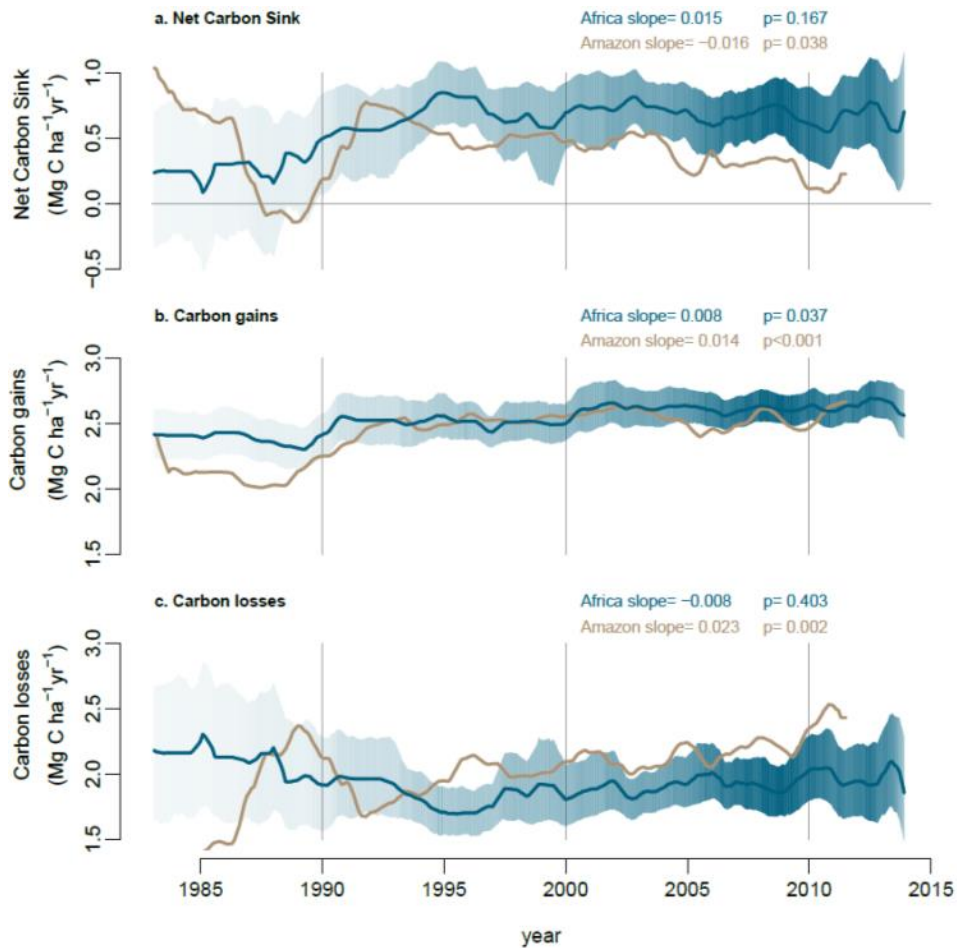 a. Net Carbon Sink
Africa slope= 0.015 p= 0.167
Amazon slope= −0.016 p= 0.038
Net Carbon Sink
(Mg C ha⁻¹yr⁻¹)
1.0
0.5
0.0
−0.5
b. Carbon gains
Africa slope= 0.008 p= 0.037
Amazon slope= 0.014 p<0.001
Carbon gains
(Mg C ha⁻¹yr⁻¹)
3.0
2.5
2.0
1.5
c. Carbon losses
Africa slope= −0.008 p= 0.403
Amazon slope= 0.023 p= 0.002
Carbon losses
(Mg C ha⁻¹yr⁻¹)
3.0
2.5
2.0
1.5
1985 1990 1995 2000 2005 2010 2015
year